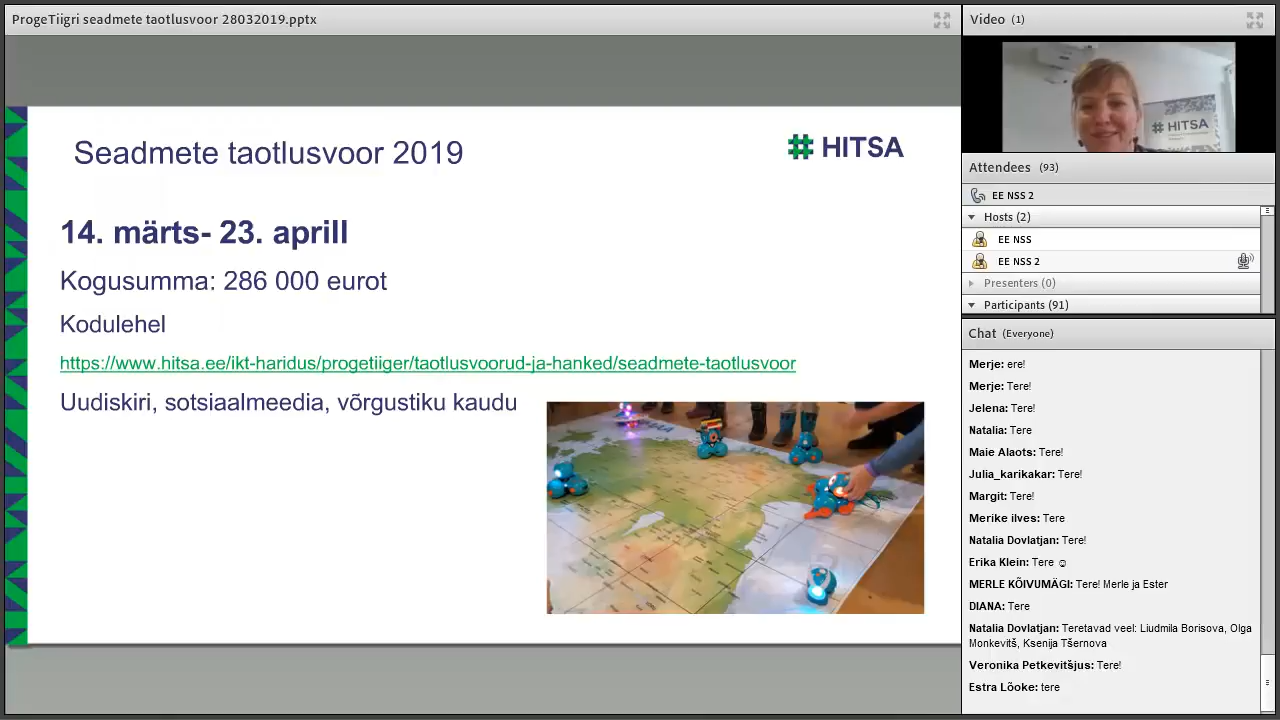 ProgeTiigri seadmete taotlusvoor 28032019.pptx
Seadmete taotlusvoor 2019
HITSA
14. märts- 23. aprill
Kogusumma: 286 000 eurot
Kodulehel
https://www.hitsa.ee/ikt-haridus/progetiiger/taotlusvoorud-ja-hanked/seadmete-taotlusvoor
Uudiskiri, sotsiaalmeedia, võrgustiku kaudu
Video (1)
HITSA
Attendees (93)
EE NSS 2
Hosts (2)
EE NSS
EE NSS 2
Presenters (0)
Participants (91)
Chat (Everyone)
Merje: ere!
Merje: Tere!
Jelena: Tere!
Natalia: Tere
Maie Alaots: Tere!
Julia_karikakar: Tere!
Margit: Tere!
Merike ilves: Tere
Natalia Dovlatjan: Tere!
Erika Klein: Tere ☺
MERLE KÕIVUMÄGI: Tere! Merle ja Ester
DIANA: Tere
Natalia Dovlatjan: Teretavad veel: Liudmila Borisova, Olga
Monkevitš, Ksenija Tšernova
Veronika Petkevitšjus: Tere!
Estra Lõoke: tere